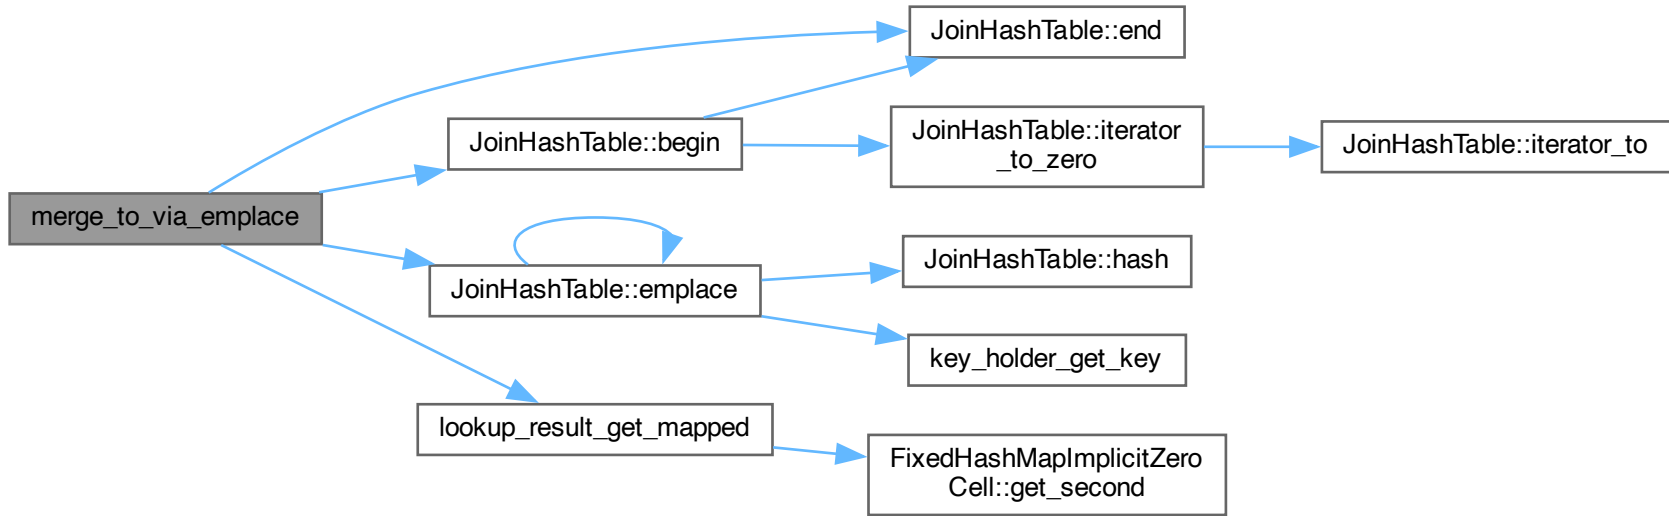 merge_to_via_emplace
JoinHashTable::end
JoinHashTable::begin
JoinHashTable::iterator
_to_zero
JoinHashTable::iterator_to
JoinHashTable::emplace
JoinHashTable::hash
key_holder_get_key
lookup_result_get_mapped
FixedHashMapImplicitZero
Cell::get_second